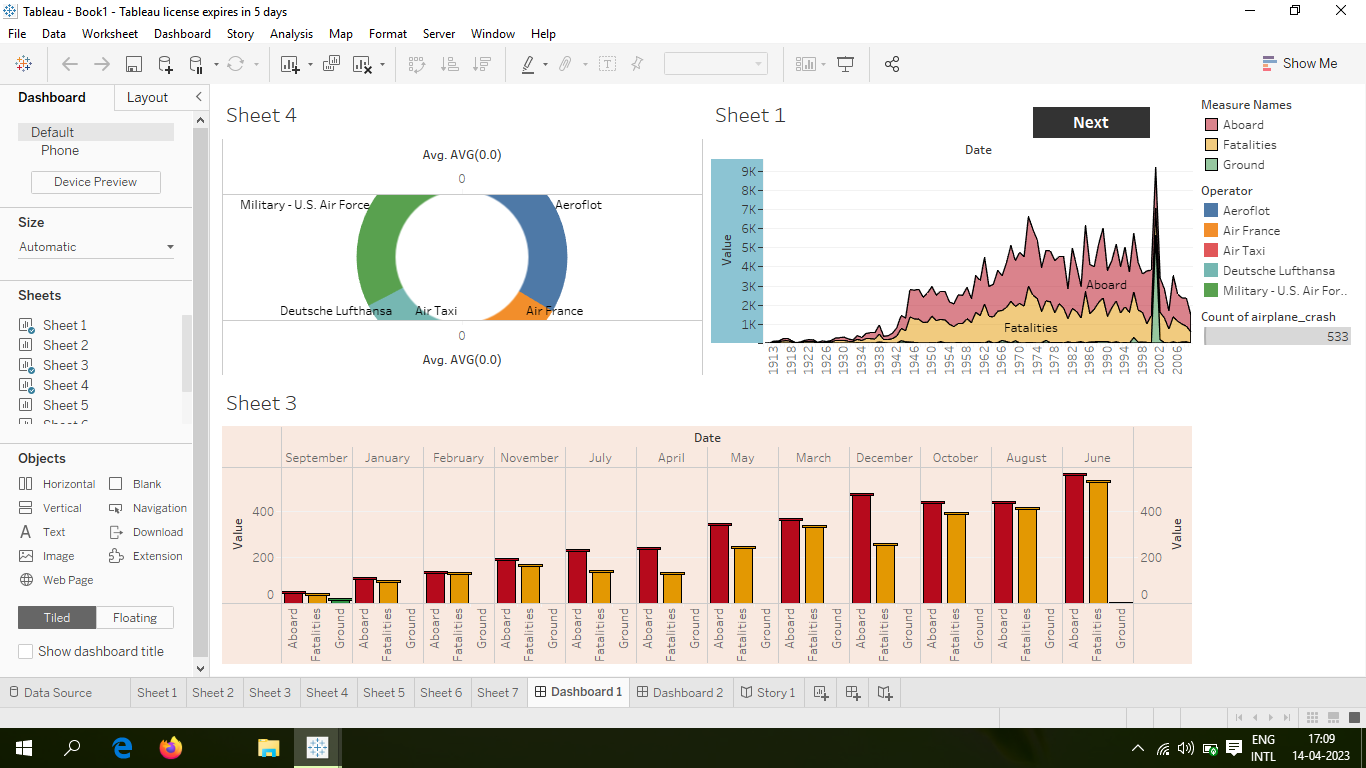 Tableau - Book1 - Tableau license expires in 5 days
File Data Worksheet Dashboard Story Analysis Map Format Server Window Help
Show Me
Dashboard Layout
Default
Phone
Device Preview
Size
Automatic
Sheets
Sheet 1
Sheet 2
Sheet 3
Sheet 4
Sheet 5
Objects
Horizontal Blank
Vertical Navigation
Text Download
Image Extension
Web Page
Tiled Floating
Show dashboard title
Sheet 4
Avg. AVG(0.0)
0
Military - U.S. Air Force Aeroflot
Deutsche Lufthansa Air Taxi Air France
0
Avg. AVG(0.0)
Sheet 1
Next
Date
Value
9K
8K
7K
6K
5K
4K
3K
2K
1K
Aboard
Fatalities
1913 1918 1922 1926 1930 1934 1938 1942 1946 1950 1954 1958 1962 1966 1970 1974 1978 1982 1986 1990 1994 1998 2002 2006
Measure Names
Aboard
Fatalities
Ground
Operator
Aeroflot
Air France
Air Taxi
Deutsche Lufthansa
Military - U.S. Air For..
Count of airplane_crash
533
Sheet 3
Date
September January February November July April May March December October August June
Value
400 400
200 200
0 0
Value
Aboard Fatalities Ground Aboard Fatalities Ground Aboard Fatalities Ground Aboard Fatalities Ground Aboard Fatalities Ground Aboard Fatalities Ground Aboard Fatalities Ground Aboard Fatalities Ground Aboard Fatalities Ground Aboard Fatalities Ground Aboard Fatalities Ground Aboard Fatalities Ground
Data Source Sheet 1 Sheet 2 Sheet 3 Sheet 4 Sheet 5 Sheet 6 Sheet 7 Dashboard 1 Dashboard 2 Story 1
ENG 17:09
INTL 14-04-2023